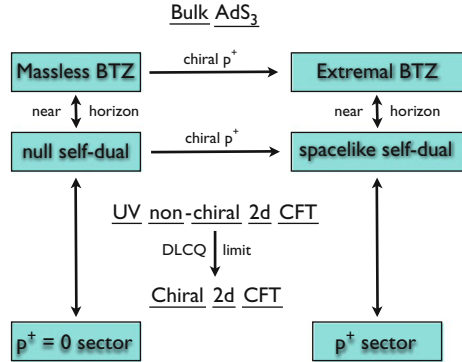 Bulk AdS₃
Massless BTZ
chiral p⁺
Extremal BTZ
near horizon
near horizon
null self-dual
chiral p⁺
spacelike self-dual
UV non-chiral 2d CFT
DLCQ limit
Chiral 2d CFT
p⁺ = 0 sector
p⁺ sector